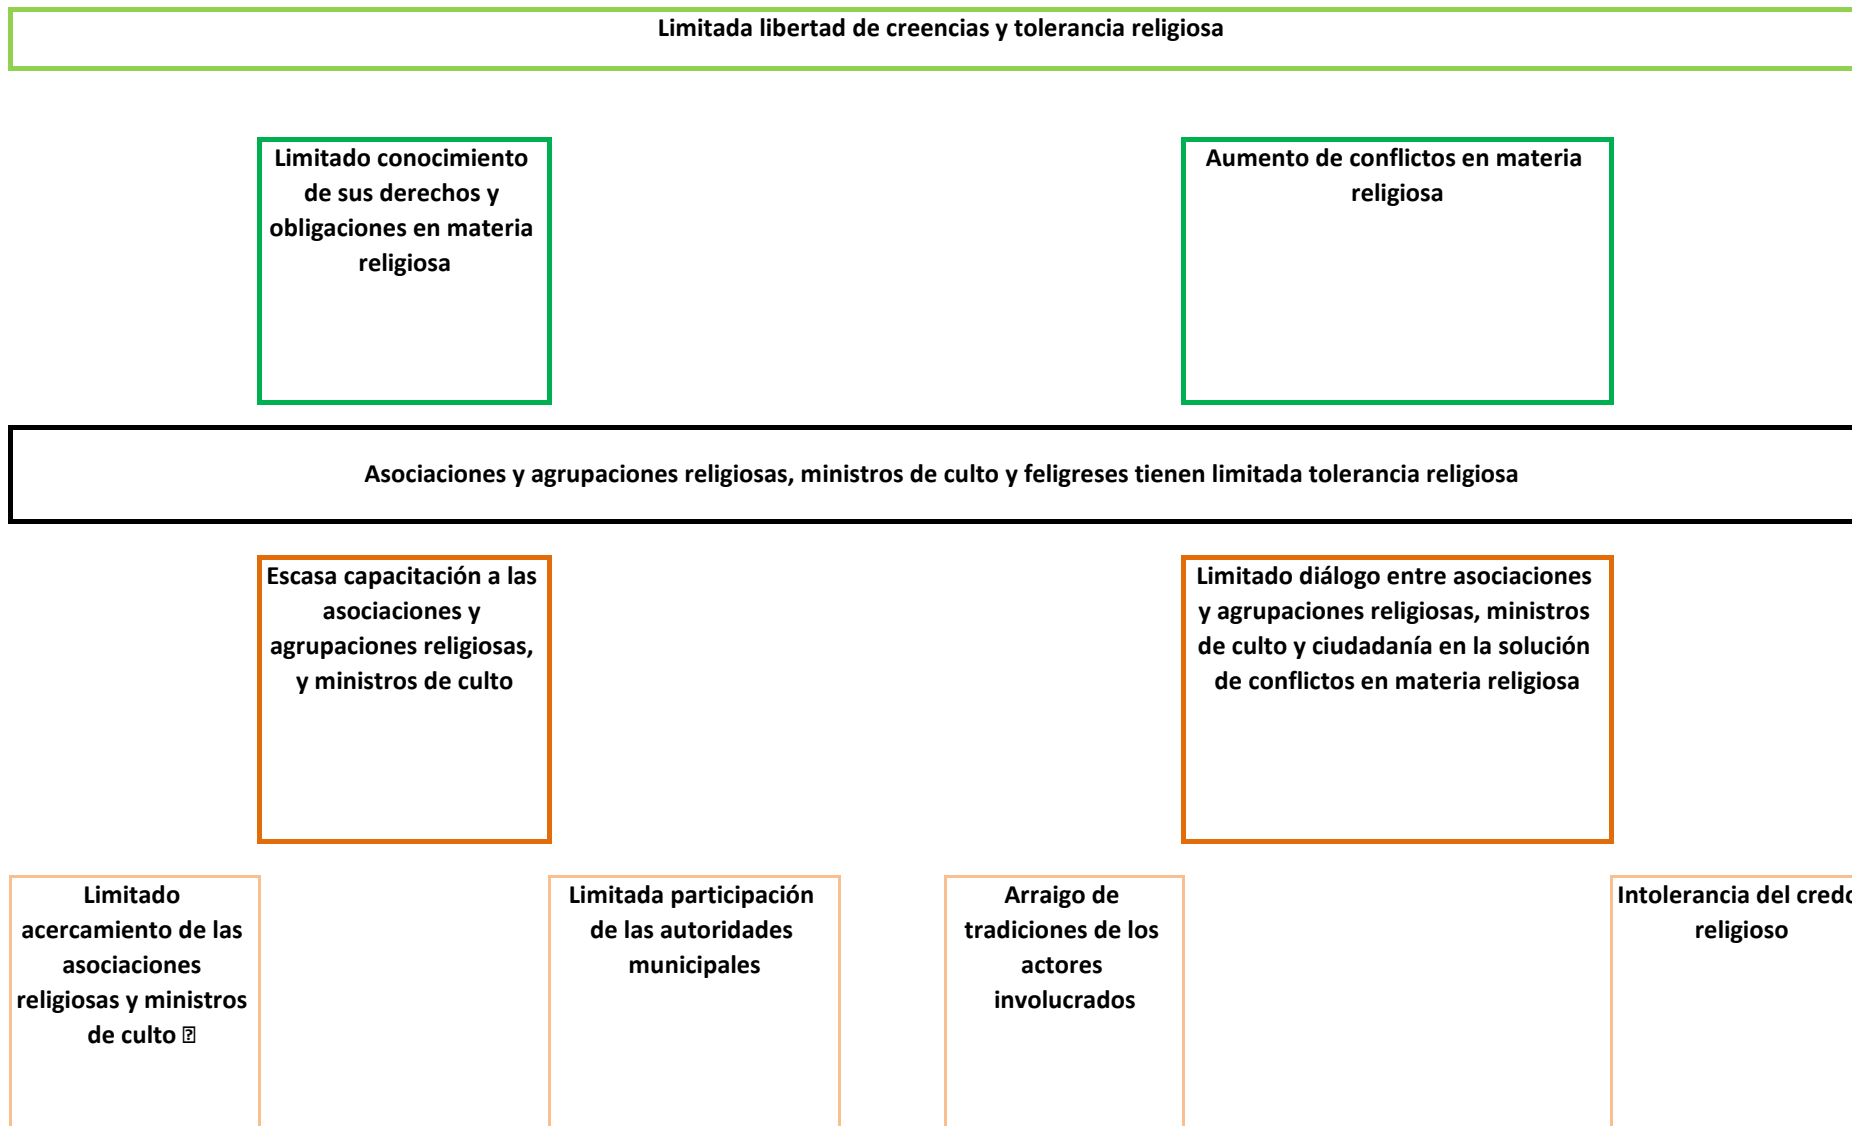 Limitada libertad de creencias y tolerancia religiosa
Limitado conocimiento
de sus derechos y
obligaciones en materia
religiosa
Aumento de conflictos en materia
religiosa
Asociaciones y agrupaciones religiosas, ministros de culto y feligreses tienen limitada tolerancia religiosa
Escasa capacitación a las
asociaciones y
agrupaciones religiosas,
y ministros de culto
Limitado diálogo entre asociaciones
y agrupaciones religiosas, ministros
de culto y ciudadanía en la solución
de conflictos en materia religiosa
Limitado
acercamiento de las
asociaciones
religiosas y ministros
de culto
Limitada participación
de las autoridades
municipales
Arraigo de
tradiciones de los
actores
involucrados
Intolerancia del credo
religioso